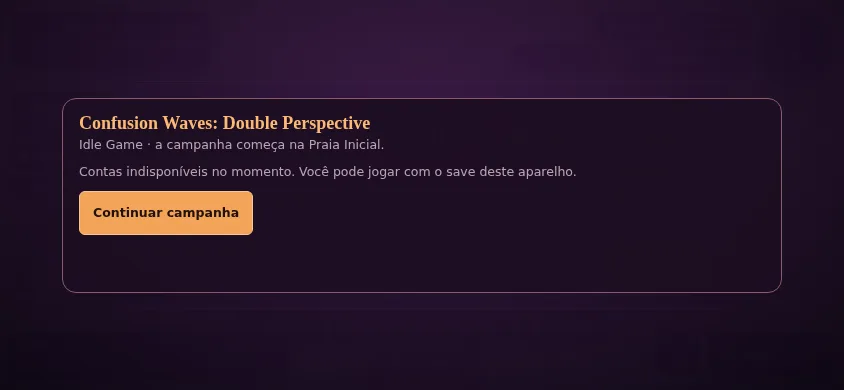 Confusion Waves: Double Perspective
Idle Game · a campanha começa na Praia Inicial.
Contas indisponíveis no momento. Você pode jogar com o save deste aparelho.
Continuar campanha